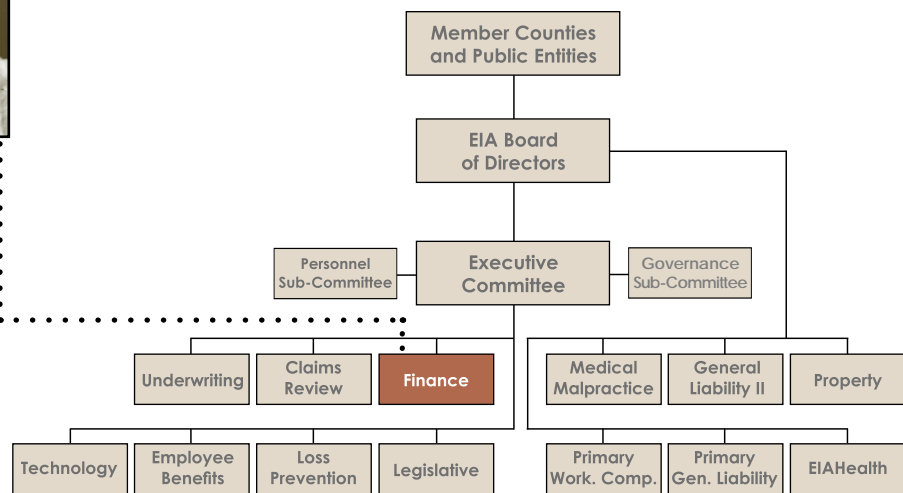 Member Counties
and Public Entities
EIA Board
of Directors
Personnel
Sub-Committee
Executive
Committee
Governance
Sub-Committee
Underwriting
Claims
Review
Finance
Medical
Malpractice
General
Liability II
Property
Technology
Employee
Benefits
Loss
Prevention
Legislative
Primary
Work. Comp.
Primary
Gen. Liability
EIAHealth